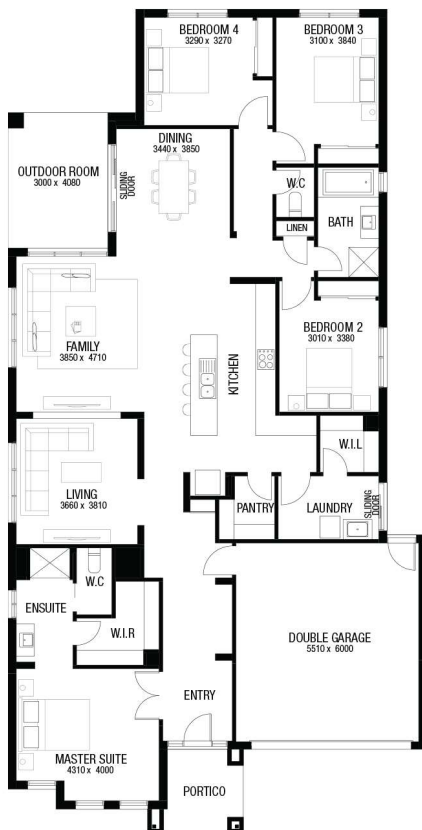 BEDROOM 4
3290 x 3270
BEDROOM 3
3100 x 3840
DINING
3440 x 3850
OUTDOOR ROOM
3000 x 4080
SLIDING
DOOR
W.C
BATH
LINEN
BEDROOM 2
3010 x 3380
FAMILY
3850 x 4710
KITCHEN
W.I.L
LIVING
3660 x 3810
PANTRY
LAUNDRY
SLIDING
DOOR
W.C
ENSUITE
W.I.R
DOUBLE GARAGE
5510 x 6000
ENTRY
MASTER SUITE
4310 x 4000
PORTICO